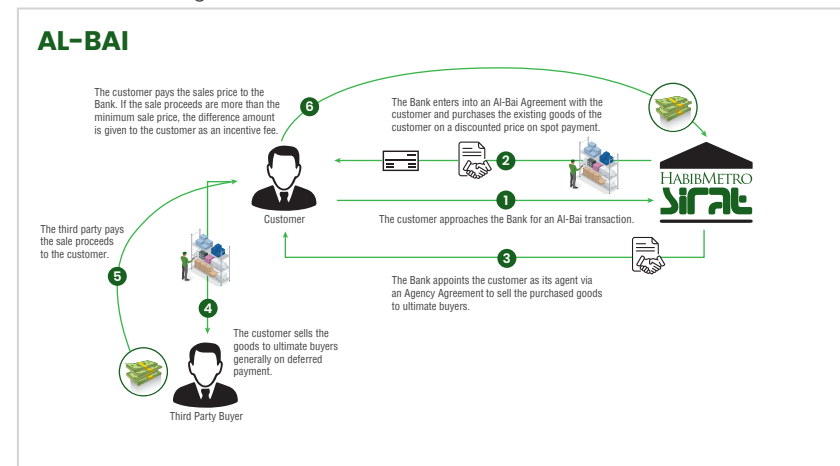 AL-BAI
The customer pays the sales price to the
Bank. If the sale proceeds are more than the
minimum sale price, the difference amount
is given to the customer as an incentive fee.
6
The Bank enters into an Al-Bai Agreement with the
customer and purchases the existing goods of the
customer on a discounted price on spot payment.
2
HABIBMETRO
Sirat
1
Customer
The customer approaches the Bank for an Al-Bai transaction.
The third party pays
the sale proceeds
to the customer.
3
5
The Bank appoints the customer as its agent via
an Agency Agreement to sell the purchased goods
to ultimate buyers.
4
The customer sells the
goods to ultimate buyers
generally on deferred
payment.
Third Party Buyer